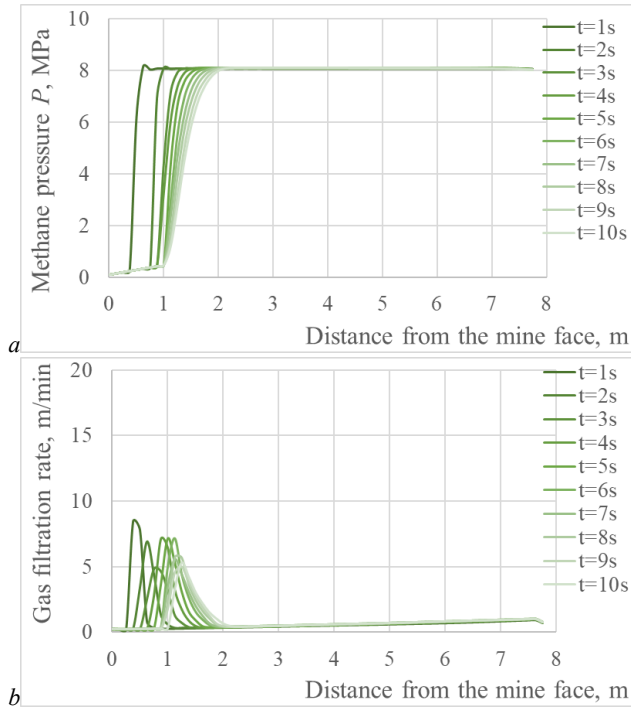 10
8
6
4
2
0
Methane pressure P, MPa
0 1 2 3 4 5 6 7 8
Distance from the mine face, m
t=1s
t=2s
t=3s
t=4s
t=5s
t=6s
t=7s
t=8s
t=9s
t=10s
a
20
15
10
5
0
Gas filtration rate, m/min
0 1 2 3 4 5 6 7 8
Distance from the mine face, m
t=1s
t=2s
t=3s
t=4s
t=5s
t=6s
t=7s
t=8s
t=9s
t=10s
b